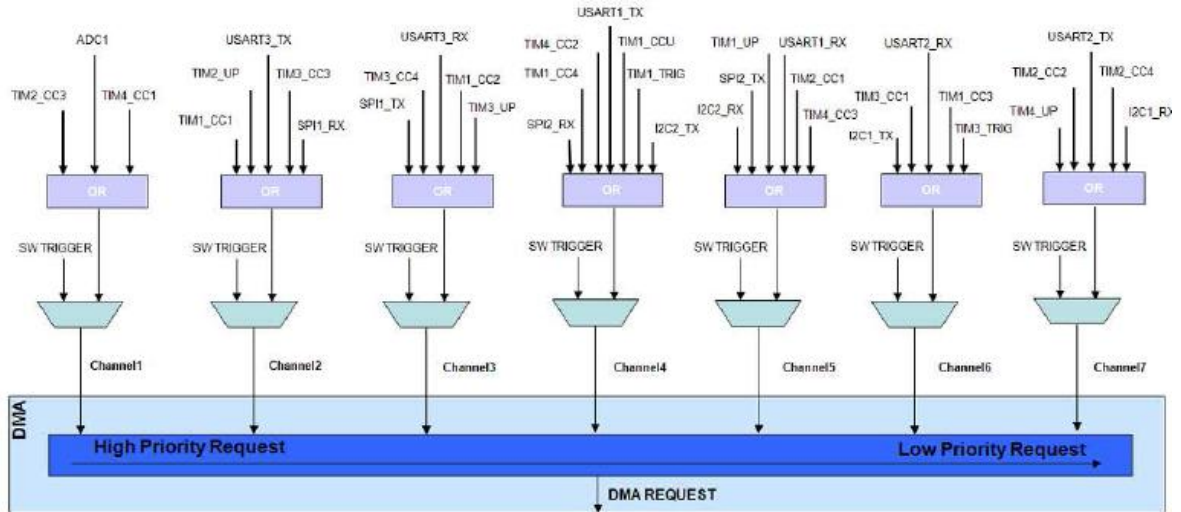 USART1_TX
ADC1
USART3_TX
USART3_RX
TIM4_CC2
TIM1_CCU
TIM1_UP
USART1_RX
USART2_RX
USART2_TX
TIM2_UP
TIM3_CC3
TIM3_CC4
TIM1_CC2
TIM1_CC4
TIM1_TRIG
SPI2_TX
TIM2_CC1
TIM2_CC2
TIM2_CC4
TIM2_CC3
TIM4_CC1
TIM1_CC1
SPI1_RX
SPI1_TX
TIM3_UP
SPI2_RX
I2C2_TX
I2C2_RX
TIM4_CC3
TIM3_CC1
TIM1_CC3
I2C1_TX
TIM3_TRIG
TIM4_UP
I2C1_RX
OR
OR
OR
OR
OR
OR
OR
SW TRIGGER
SW TRIGGER
SW TRIGGER
SW TRIGGER
SW TRIGGER
SW TRIGGER
SW TRIGGER
Channel1
Channel2
Channel3
Channel4
Channel5
Channel6
Channel7
DMA
High Priority Request
Low Priority Request
DMA REQUEST